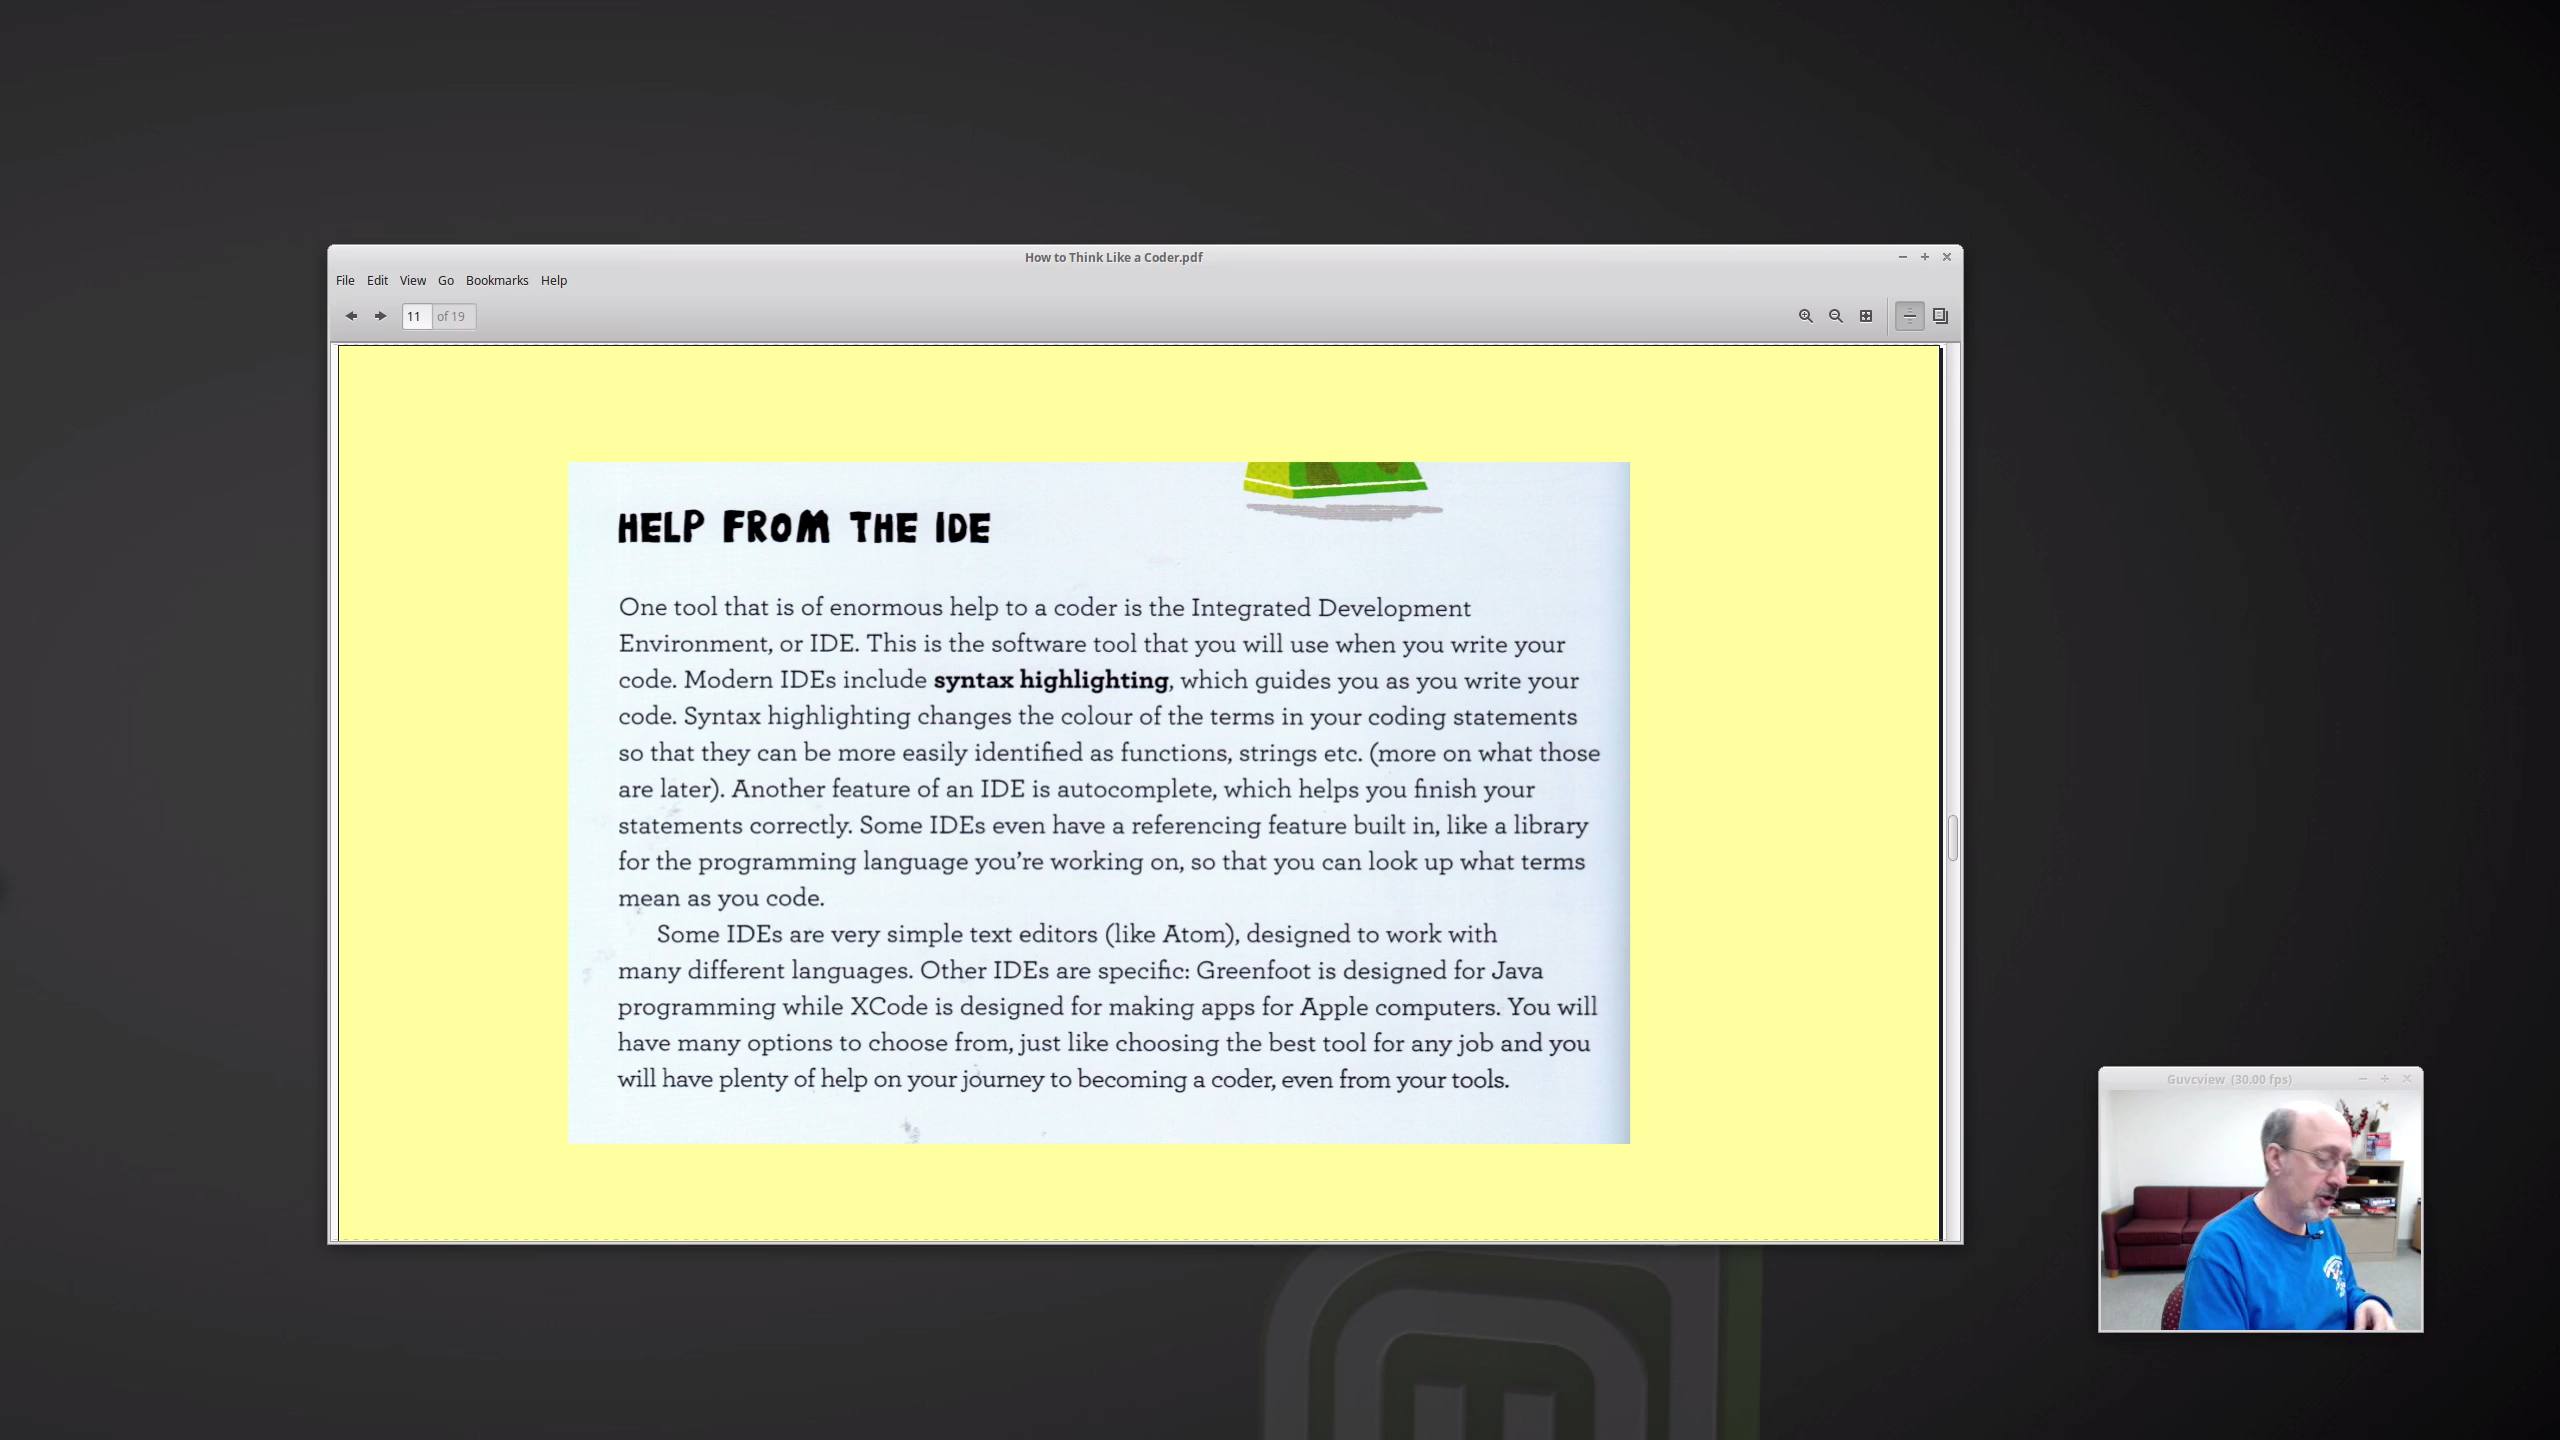 How to Think Like a Coder.pdf
File Edit View Go Bookmarks Help
11 of 19
HELP FROM THE IDE
One tool that is of enormous help to a coder is the Integrated Development
Environment, or IDE. This is the software tool that you will use when you write your
code. Modern IDEs include syntax highlighting, which guides you as you write your
code. Syntax highlighting changes the colour of the terms in your coding statements
so that they can be more easily identified as functions, strings etc. (more on what those
are later). Another feature of an IDE is autocomplete, which helps you finish your
statements correctly. Some IDEs even have a referencing feature built in, like a library
for the programming language you're working on, so that you can look up what terms
mean as you code.
Some IDEs are very simple text editors (like Atom), designed to work with
many different languages. Other IDEs are specific: Greenfoot is designed for Java
programming while XCode is designed for making apps for Apple computers. You will
have many options to choose from, just like choosing the best tool for any job and you
will have plenty of help on your journey to becoming a coder, even from your tools.
Guvcview (30.00 fps)